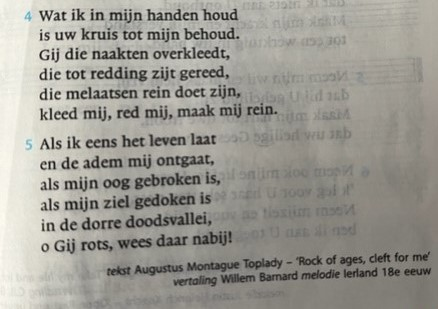 4 Wat ik in mijn handen houd
is uw kruis tot mijn behoud.
Gij die naakten overkleedt,
die tot redding zijt gereed,
die melaatsen rein doet zijn,
kleed mij, red mij, maak mij rein.
5 Als ik eens het leven laat
en de adem mij ontgaat,
als mijn oog gebroken is,
als mijn ziel gedoken is
in de dorre doodsvallei,
o Gij rots, wees daar nabij!
tekst Augustus Montague Toplady – 'Rock of ages, cleft for me'
vertaling Willem Barnard melodie Ierland 18e eeuw